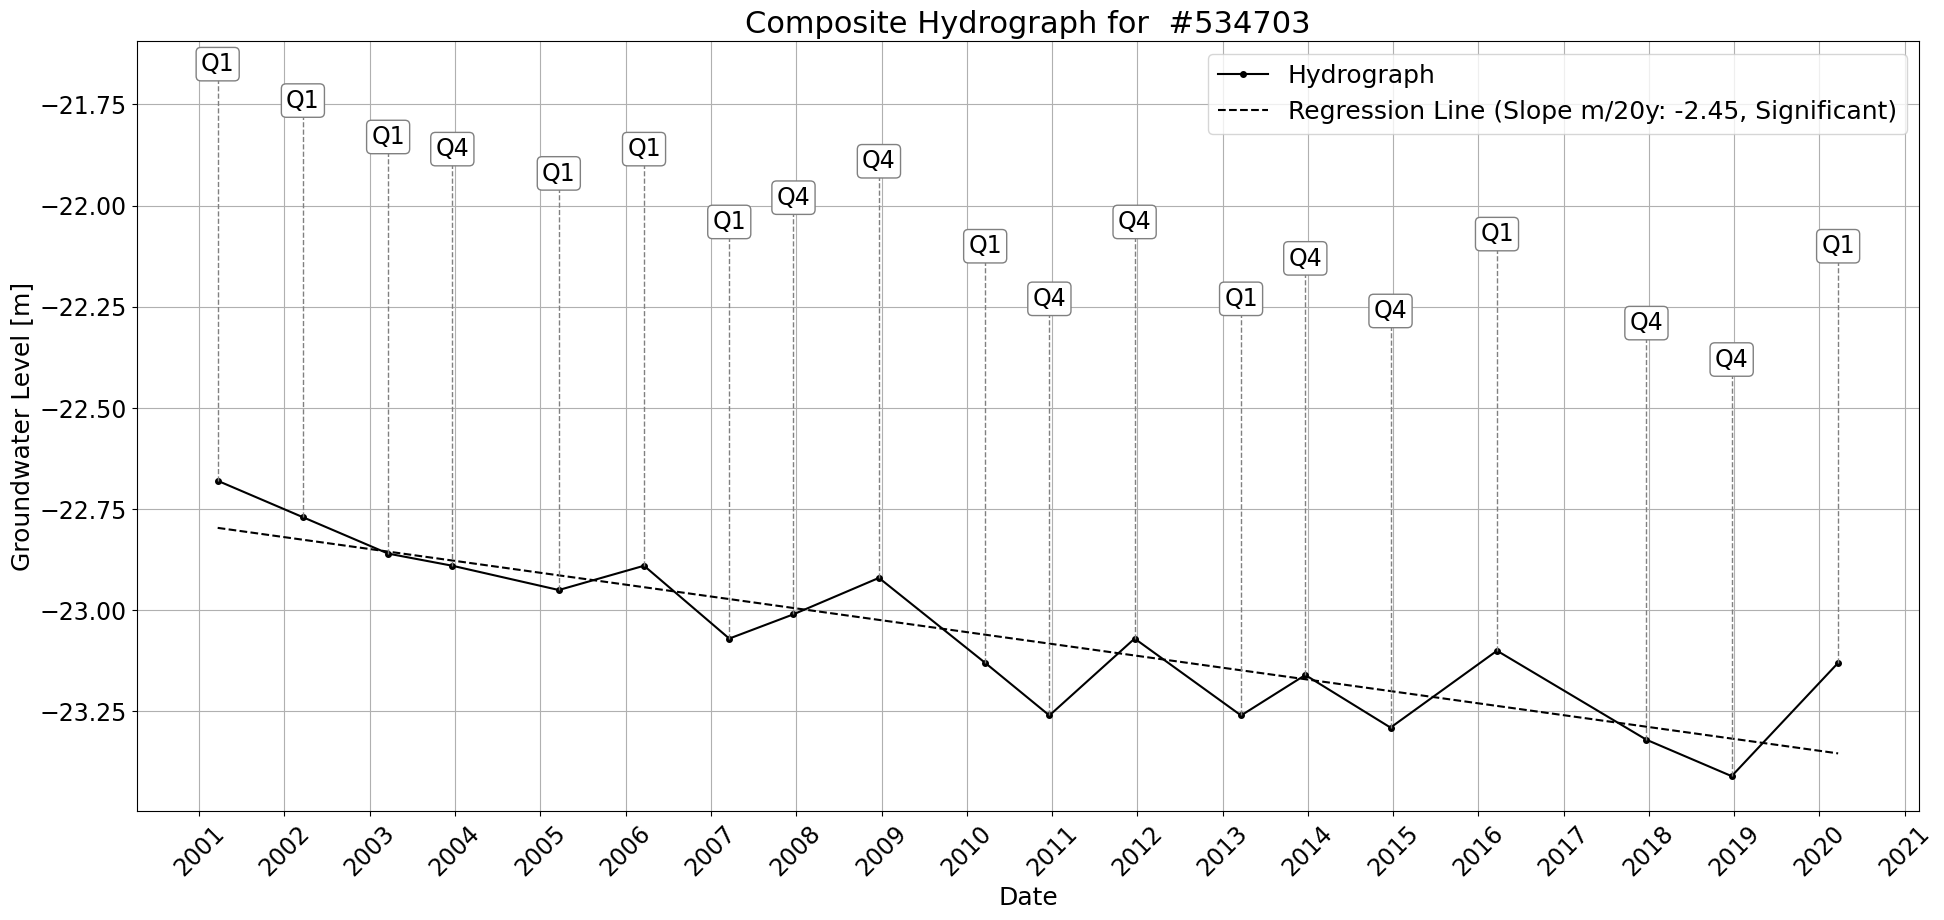 Composite Hydrograph for  #534703
Hydrograph
Regression Line (Slope m/20y: -2.45, Significant)
Q1
Q1
Q1
Q4
Q1
Q1
Q1
Q4
Q4
Q1
Q4
Q4
Q1
Q4
Q4
Q1
Q4
Q4
Q1
Groundwater Level [m]
−21.75
−22.00
−22.25
−22.50
−22.75
−23.00
−23.25
2001
2002
2003
2004
2005
2006
2007
2008
2009
2010
2011
2012
2013
2014
2015
2016
2017
2018
2019
2020
2021
Date